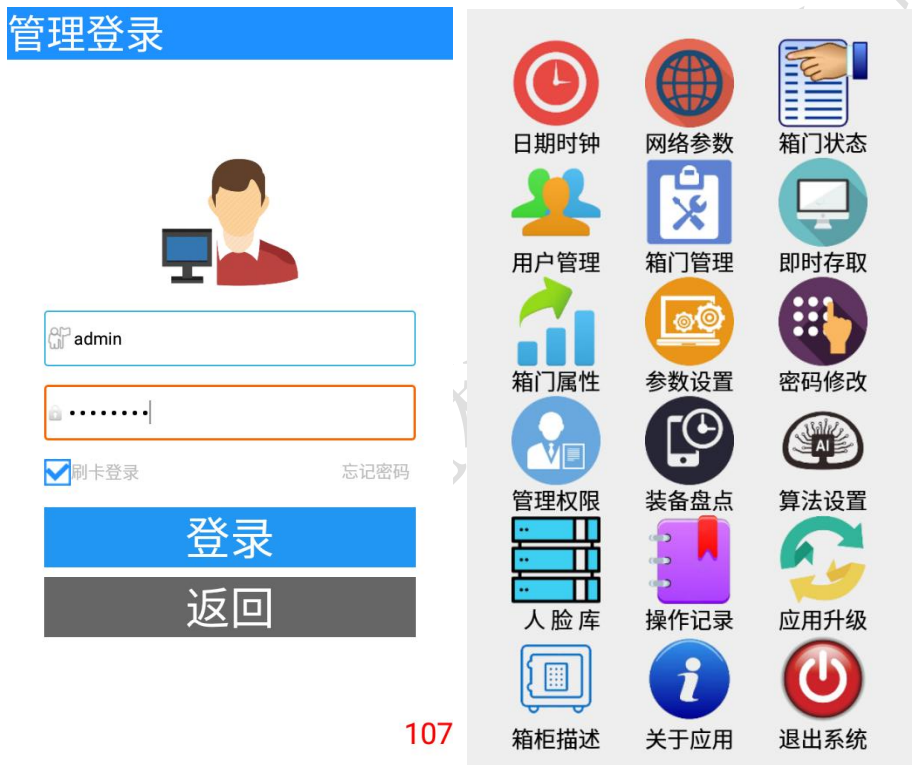 管理登录
admin
刷卡登录 忘记密码
登录
返回
107
日期时钟 网络参数 箱门状态
用户管理 箱门管理 即时存取
箱门属性 参数设置 密码修改
管理权限 装备盘点 算法设置
AI
人脸库 操作记录 应用升级
箱柜描述 关于应用 退出系统